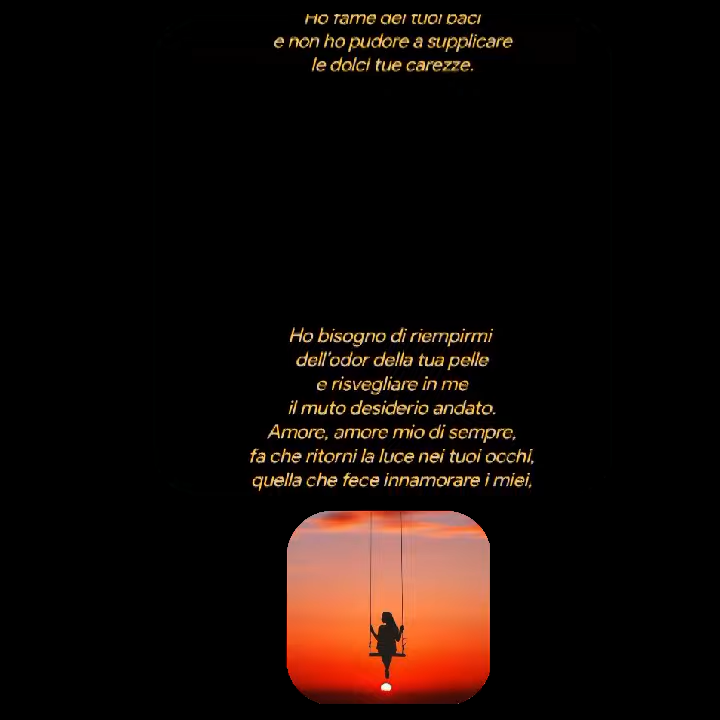 Ho fame dei tuoi baci
e non ho pudore a supplicare
le dolci tue carezze.
Ho bisogno di riempirmi
dell'odor della tua pelle
e risvegliare in me
il muto desiderio andato.
Amore, amore mio di sempre,
fa che ritorni la luce nei tuoi occhi,
quella che fece innamorare i miei,